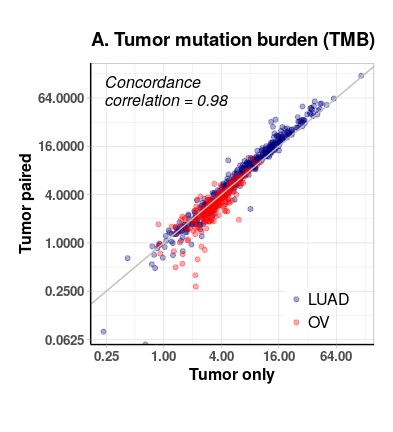 A. Tumor mutation burden (TMB)
Concordance
correlation = 0.98
64.0000
16.0000
4.0000
1.0000
0.2500
0.0625
Tumor paired
LUAD
OV
0.25 1.00 4.00 16.00 64.00
Tumor only